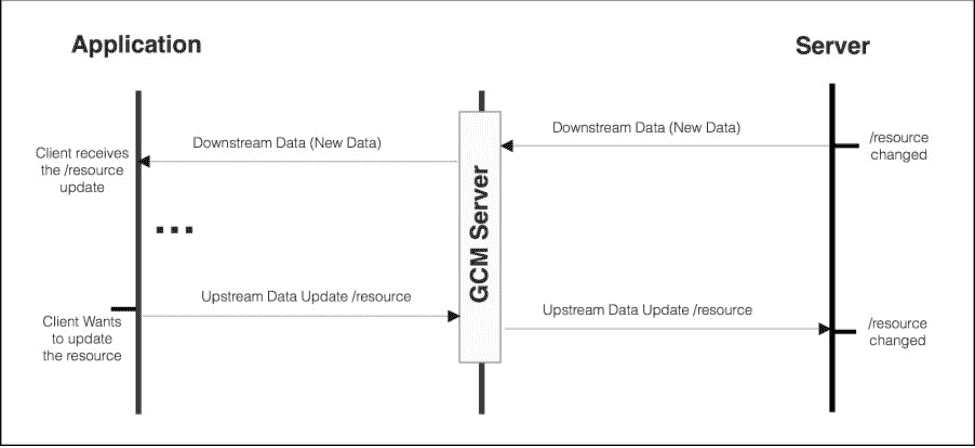 Application
Server
Downstream Data (New Data)
Downstream Data (New Data)
Client receives
the /resource
update
/resource
changed
...
GCM Server
Upstream Data Update /resource
Upstream Data Update /resource
Client Wants
to update
the resource
/resource
changed